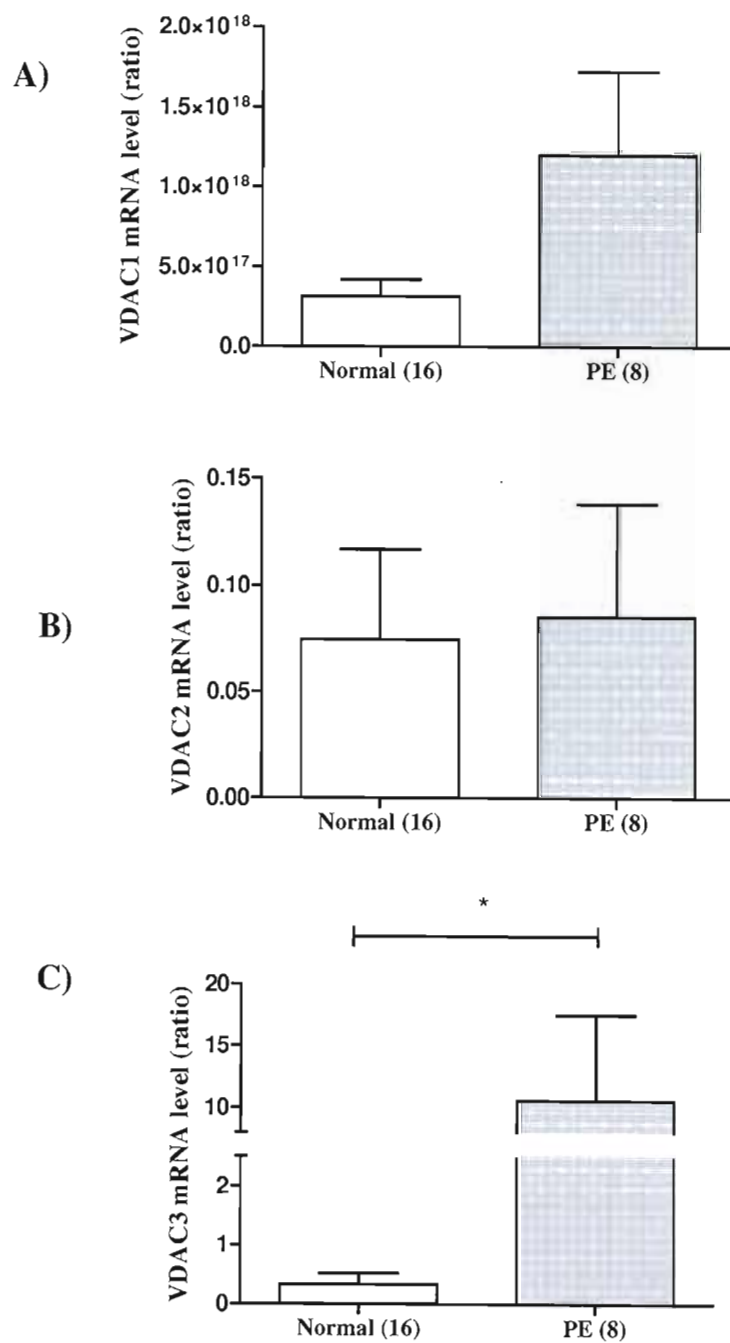 A)
VDAC1 mRNA level (ratio)
2.0×10¹⁸
1.5×10¹⁸
1.0×10¹⁸
5.0×10¹⁷
0.0
Normal (16) PE (8)
B)
VDAC2 mRNA level (ratio)
0.15
0.10
0.05
0.00
Normal (16) PE (8)
*
C)
VDAC3 mRNA level (ratio)
20
15
10
2
1
0
Normal (16) PE (8)